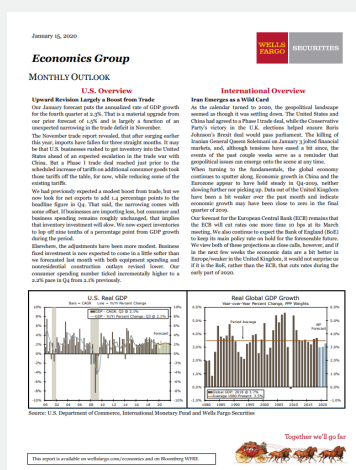 January 15, 2020
WELLS
FARGO
SECURITIES
Economics Group
MONTHLY OUTLOOK
U.S. Overview
Upward Revision Largely a Boost from Trade
Our January forecast puts the annualized rate of GDP growth
for the fourth quarter at 2.3%. That is a material upgrade from
our prior forecast of 1.5% and is largely a function of an
unexpected narrowing in the trade deficit in November.
The November trade report revealed, that after surging earlier
this year, imports have fallen for three straight months. It may
be that U.S. businesses rushed to get inventory into the United
States ahead of an expected escalation in the trade war with
China. But a Phase I trade deal reached just prior to the
scheduled increase of tariffs on additional consumer goods took
those tariffs off the table, for now, while reducing some of the
existing tariffs.
We had previously expected a modest boost from trade, but we
now look for net exports to add 1.4 percentage points to the
headline figure in Q4. That said, the narrowing comes with
some offset. If businesses are importing less, but consumer and
business spending remains roughly unchanged, that implies
that inventory investment will slow. We now expect inventories
to lop off nine tenths of a percentage point from GDP growth
during the period.
Elsewhere, the adjustments have been more modest. Business
fixed investment is now expected to come in a little softer than
we forecasted last month with both equipment spending and
nonresidential construction outlays revised lower. Our
consumer spending number ticked incrementally higher to a
2.2% pace in Q4 from 2.1% previously.
International Overview
Iran Emerges as a Wild Card
As the calendar turned to 2020, the geopolitical landscape
seemed as though it was settling down. The United States and
China had agreed to a Phase I trade deal, while the Conservative
Party's victory in the U.K. elections helped ensure Boris
Johnson's Brexit deal would pass parliament. The killing of
Iranian General Qasem Soleimani on January 3 jolted financial
markets, and, although tensions have eased a bit since, the
events of the past couple weeks serve as a reminder that
geopolitical issues can emerge onto the scene at any time.
When turning to the fundamentals, the global economy
continues to sputter along. Economic growth in China and the
Eurozone appear to have held steady in Q4-2019, neither
slowing further nor picking up. Data out of the United Kingdom
have been a bit weaker over the past month and indicate
economic growth may have been close to zero in the final
quarter of 2019.
Our forecast for the European Central Bank (ECB) remains that
the ECB will cut rates one more time 10 bps at its March
meeting. We also continue to expect the Bank of England (BoE)
to keep its main policy rate on hold for the foreseeable future.
We view both of these projections as close calls, however, and if
in the next few weeks the economic data are a bit better in
Europe/weaker in the United Kingdom, it would not surprise us
if it is the BoE, rather than the ECB, that cuts rates during the
early part of 2020.
U.S. Real GDP
Bars = CAGR Line = Yr/Yr Percent Change
GDP - CAGR: Q3 @ 2.1%
GDP - Yr/Yr Percent Change: Q3 @ 2.1%
Forecast
Real Global GDP Growth
Year-over-Year Percent Change, PPP Weights
Period Average
WF
Forecast
Average 1980-Present: 3.5%
Source: U.S. Department of Commerce, International Monetary Fund and Wells Fargo Securities
Together we'll go far
This report is available on wellsfargo.com/economics and on Bloomberg WFRE.